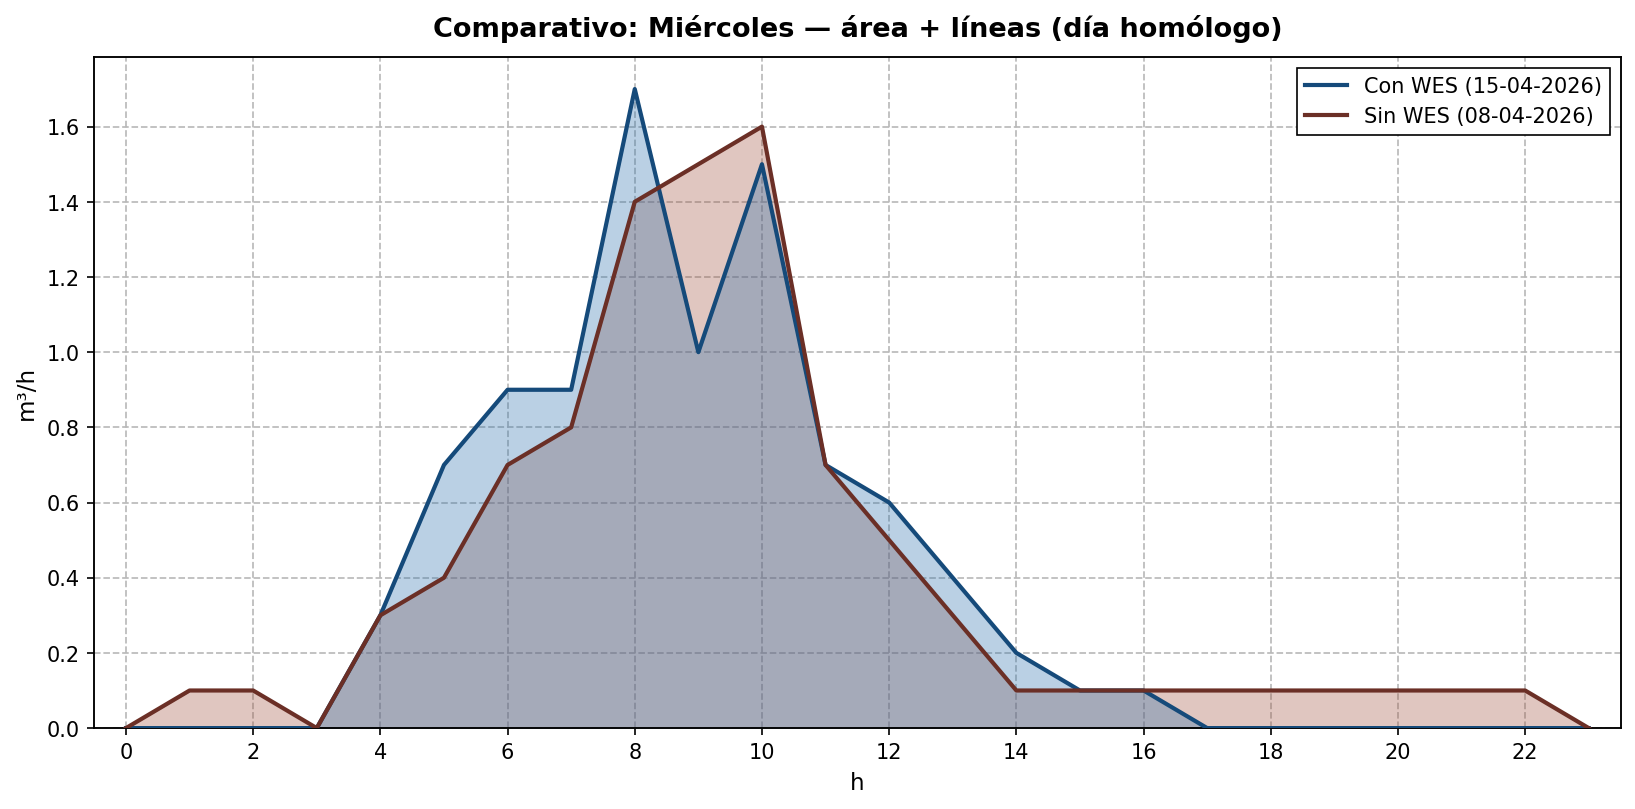 Comparativo: Miércoles — área + líneas (día homólogo)
Con WES (15-04-2026)
Sin WES (08-04-2026)
m³/h
1.6
1.4
1.2
1.0
0.8
0.6
0.4
0.2
0.0
0 2 4 6 8 10 12 14 16 18 20 22
h